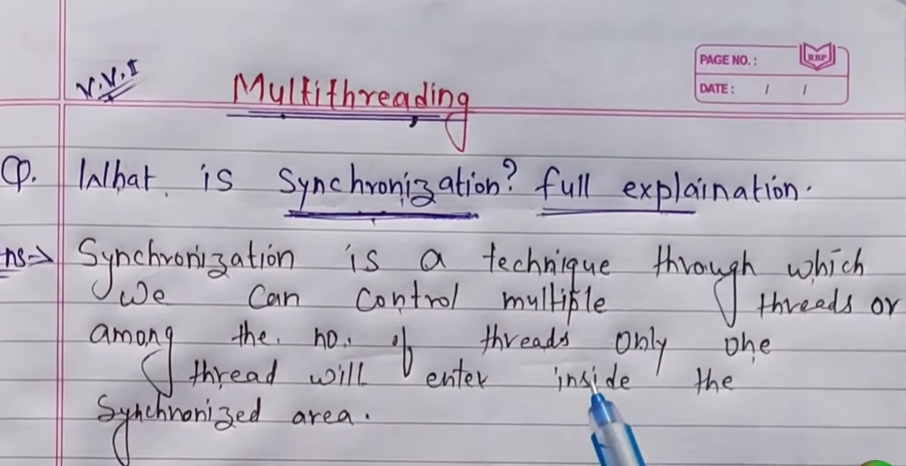 V.V.I
Multithreading
PAGE NO.:
RRP
DATE: / /
Q. What is Synchronization? full explaination.
ns→ Synchronization is a technique through which
we can control multiple threads or
among the no. of threads only one
thread will enter inside the
Synchronized area.